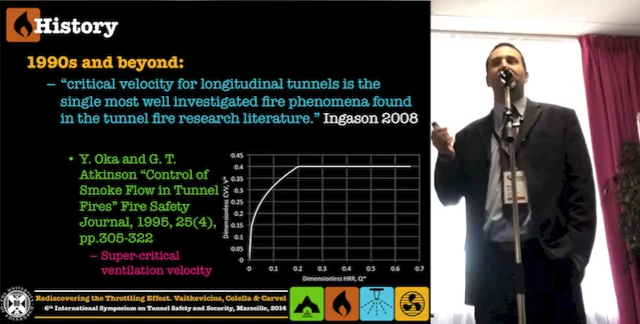 History
1990s and beyond:
– “critical velocity for longitudinal tunnels is the
single most well investigated fire phenomena found
in the tunnel fire research literature.” Ingason 2008
• Y. Oka and G. T.
Atkinson “Control of
Smoke Flow in Tunnel
Fires” Fire Safety
Journal, 1995, 25(4),
pp.305-322
– Super-critical
ventilation velocity
Dimensionless CVV, V*
0.45
0.4
0.35
0.3
0.25
0.2
0.15
0.1
0.05
0
0 0.1 0.2 0.3 0.4 0.5 0.6 0.7
Dimensionless HRR, Q*
Rediscovering the Throttling Effect. Vaitkevicius, Colella & Carvel
6th International Symposium on Tunnel Safety and Security, Marseille, 2014